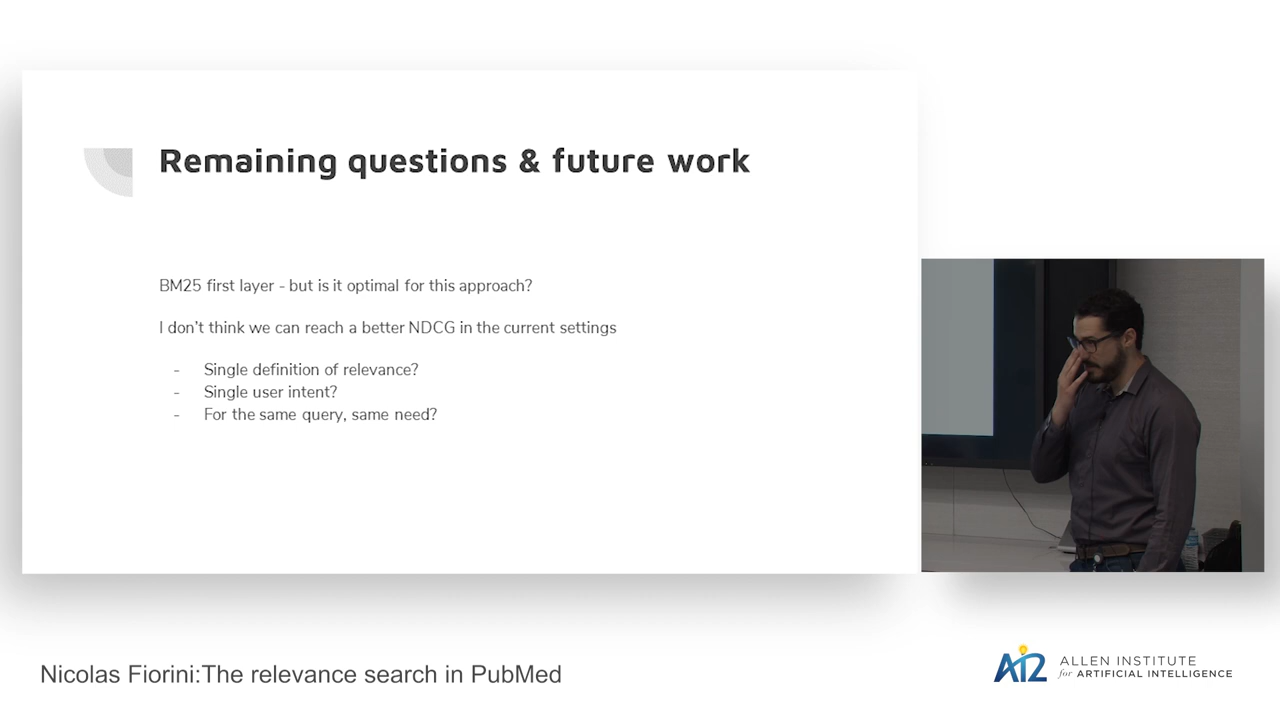 Remaining questions & future work
BM25 first layer - but is it optimal for this approach?
I don't think we can reach a better NDCG in the current settings
- Single definition of relevance?
- Single user intent?
- For the same query, same need?
Nicolas Fiorini:The relevance search in PubMed
AI2 ALLEN INSTITUTE
for ARTIFICIAL INTELLIGENCE